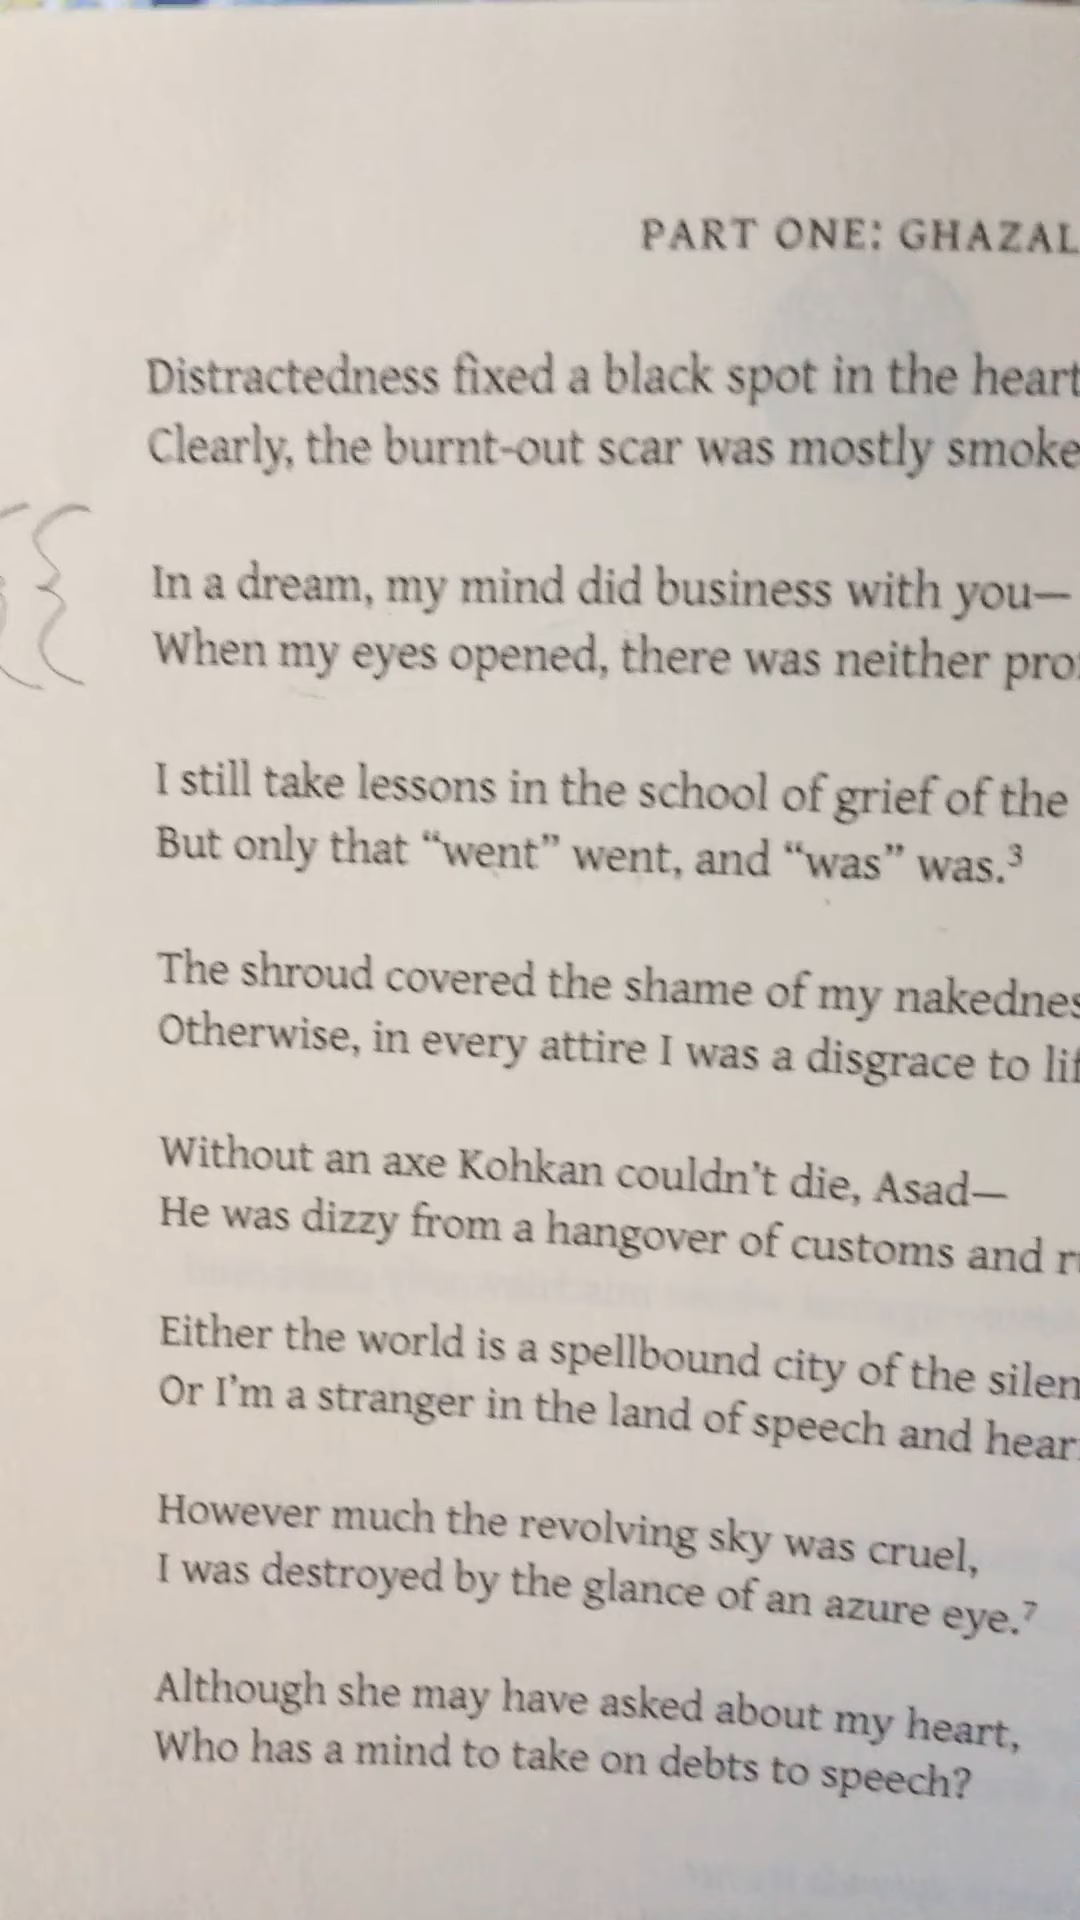 PART ONE: GHAZAL
Distractedness fixed a black spot in the heart
Clearly, the burnt-out scar was mostly smoke
In a dream, my mind did business with you—
When my eyes opened, there was neither
I still take lessons in the school of grief of the
But only that “went” went, and “was” was.³
The shroud covered the shame of my
Otherwise, in every attire I was a disgrace to
Without an axe Kohkan couldn’t die, Asad—
He was dizzy from a hangover of customs and
Either the world is a spellbound city of the
Or I’m a stranger in the land of speech and
However much the revolving sky was cruel,
I was destroyed by the glance of an azure eye.⁷
Although she may have asked about my heart,
Who has a mind to take on debts to speech?